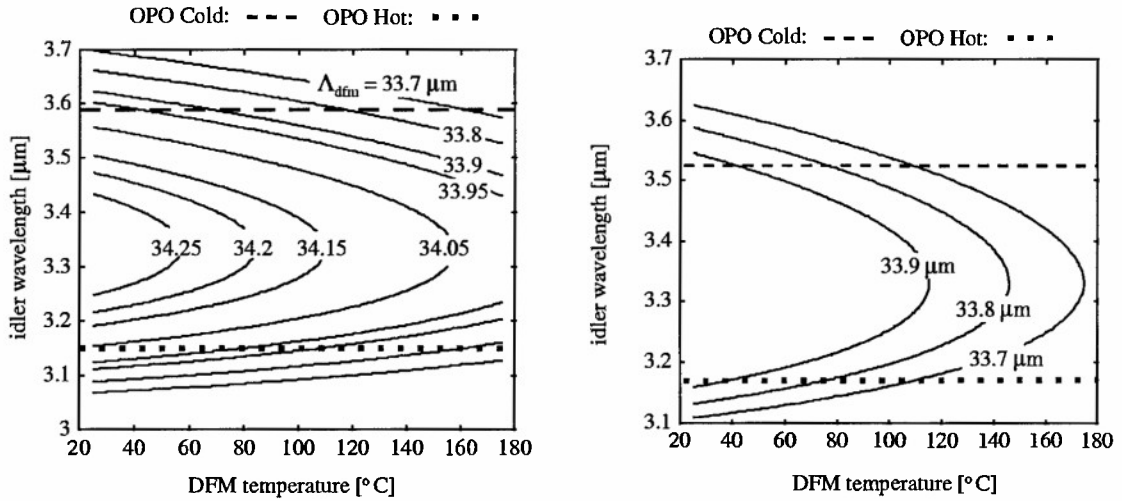 OPO Cold: OPO Hot:
3.7
3.6
3.5
3.4
3.3
3.2
3.1
3
idler wavelength [μm]
Λdfm = 33.7 μm
33.8
33.9
33.95
34.25
34.2
34.15
34.05
20 40 60 80 100 120 140 160 180
DFM temperature [°C]
OPO Cold: OPO Hot:
3.7
3.6
3.5
3.4
3.3
3.2
3.1
idler wavelength [μm]
33.9 μm
33.8 μm
33.7 μm
20 40 60 80 100 120 140 160 180
DFM temperature [°C]